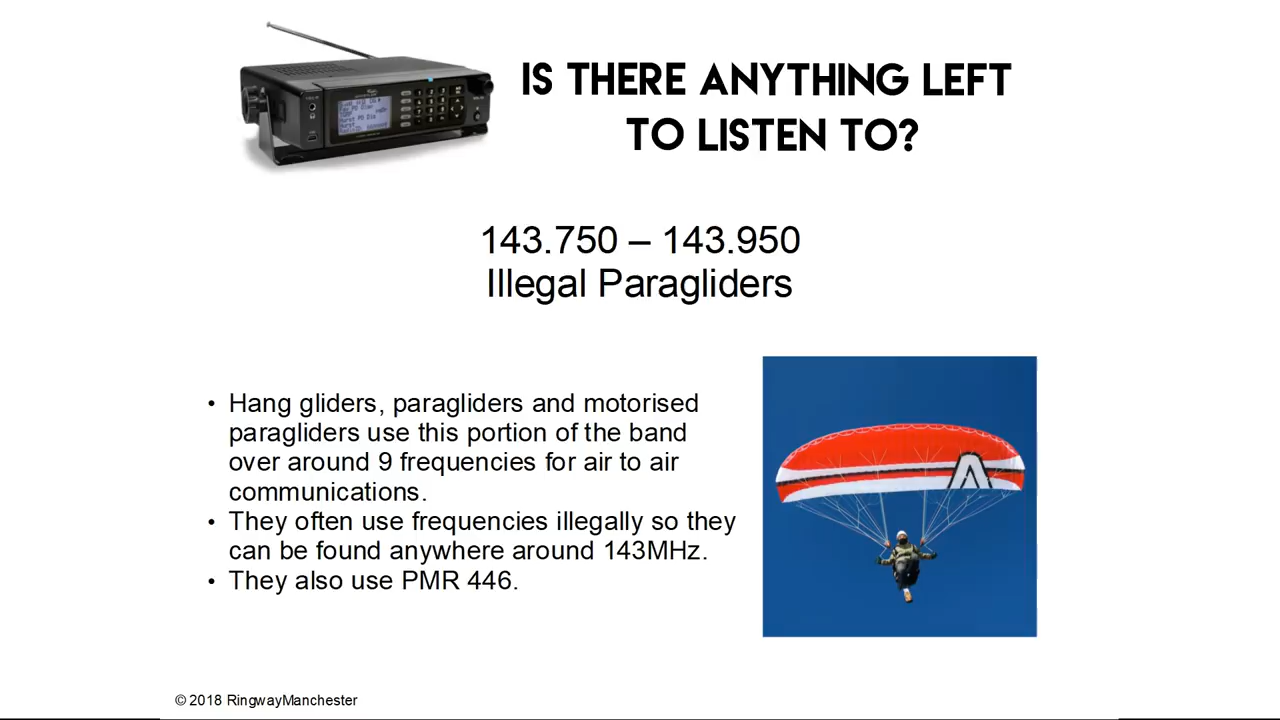 IS THERE ANYTHING LEFT
TO LISTEN TO?
143.750 – 143.950
Illegal Paragliders
• Hang gliders, paragliders and motorised
paragliders use this portion of the band
over around 9 frequencies for air to air
communications.
• They often use frequencies illegally so they
can be found anywhere around 143MHz.
• They also use PMR 446.
© 2018 RingwayManchester